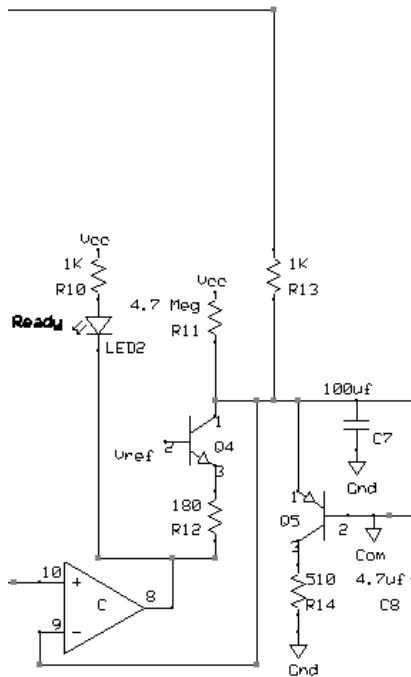 Vcc
1K
R10
Ready
LED2
4.7 Meg
Vcc
R11
1K
R13
1
2
Q4
Vref
3
180
R12
100uf
C7
Gnd
1
Q5
2
3
Com
510
R14
4.7uf
C8
Gnd
10
+
C
8
9
-